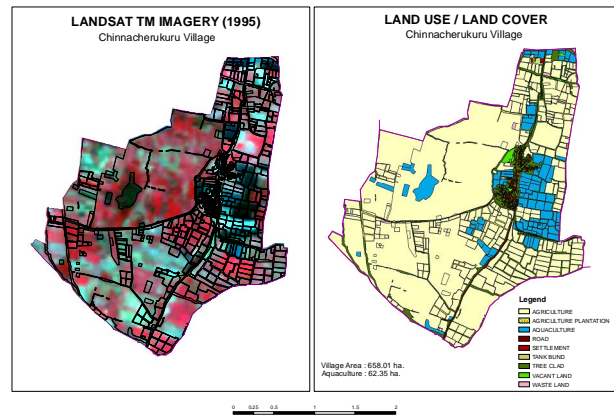 LANDSAT TM IMAGERY (1995)
Chinnacherukuru Village
LAND USE / LAND COVER
Chinnacherukuru Village
Legend
AGRICULTURE
AGRICULTURE PLANTATION
AQUACULTURE
ROAD
SETTLEMENT
TANK BUND
TREE CLAD
VACANT LAND
WASTE LAND
Village Area : 658.01 ha.
Aquaculture : 62.35 ha.
0 0.25 0.5 1 1.5 2